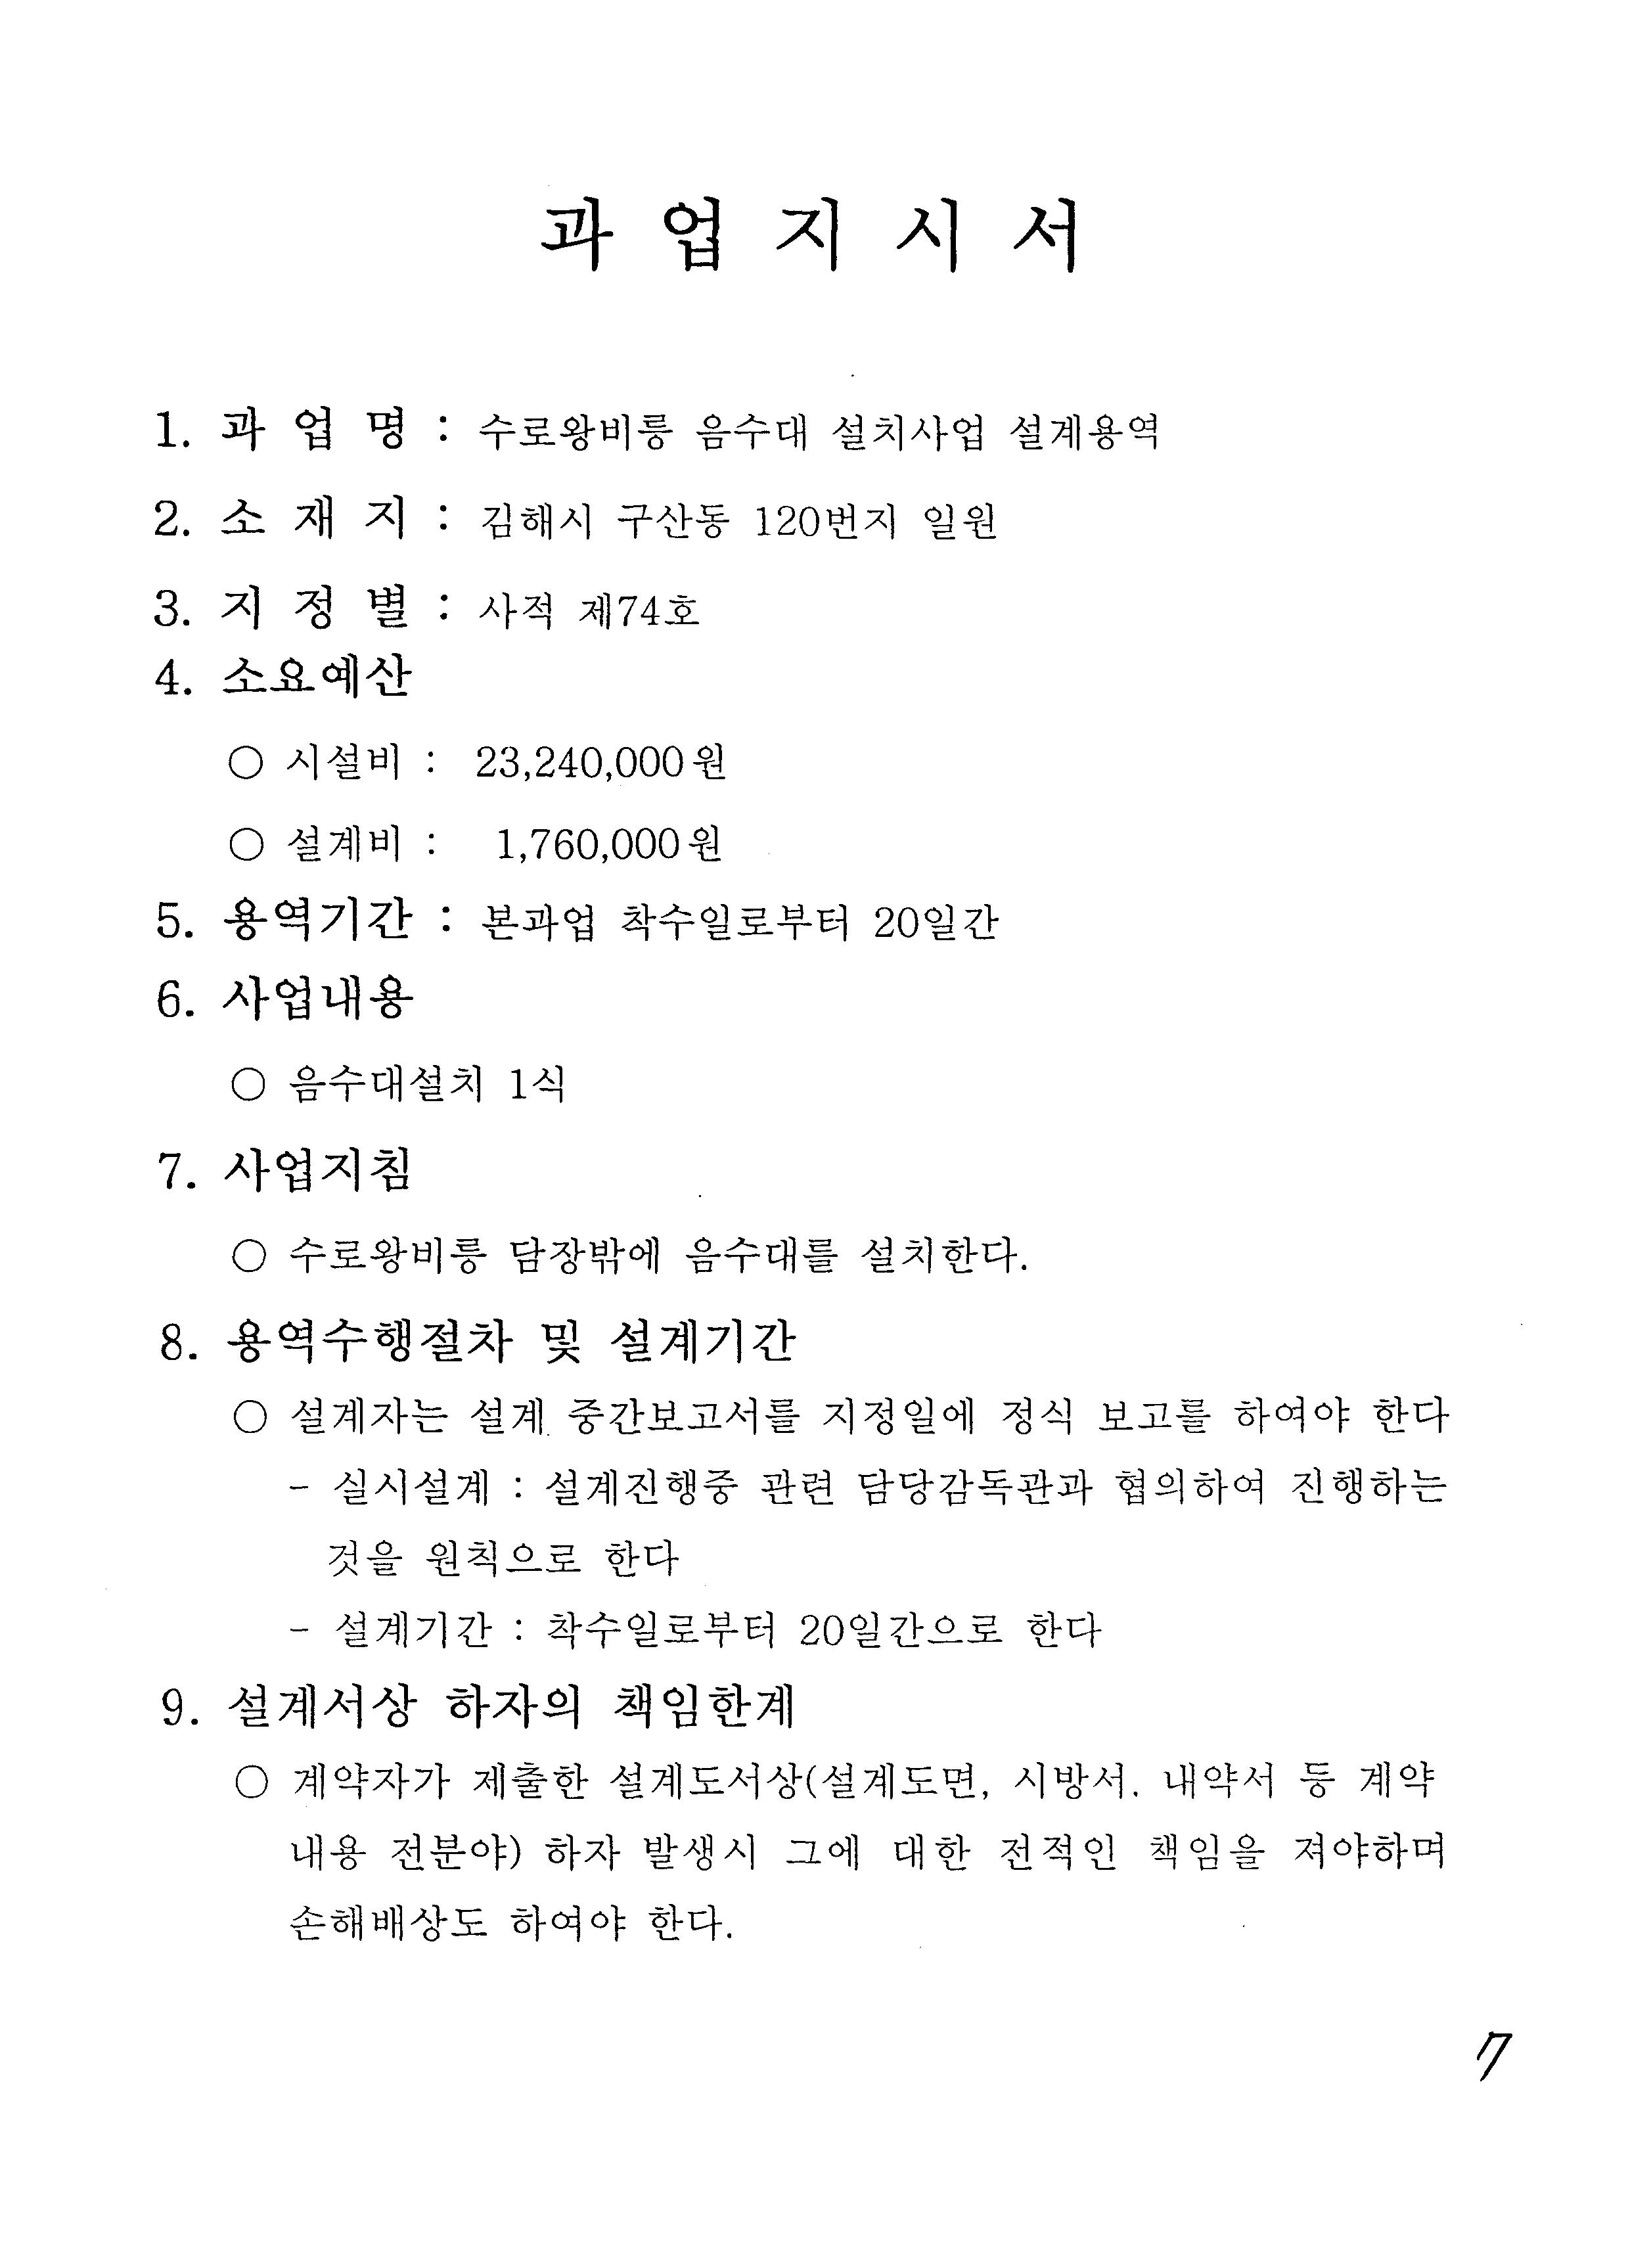 과 업 지 시 서
1. 과 업 명 : 수로왕비릉 음수대 설치사업 설계용역
2. 소 재 지 : 김해시 구산동 120번지 일원
3. 지 정 별 : 사적 제74호
4. 소요예산
○ 시설비 : 23,240,000원
○ 설계비 : 1,760,000원
5. 용역기간 : 본과업 착수일로부터 20일간
6. 사업내용
○ 음수대설치 1식
7. 사업지침
○ 수로왕비릉 담장밖에 음수대를 설치한다.
8. 용역수행절차 및 설계기간
○ 설계자는 설계 중간보고서를 지정일에 정식 보고를 하여야 한다
- 실시설계 : 설계진행중 관련 담당감독관과 협의하여 진행하는
것을 원칙으로 한다
- 설계기간 : 착수일로부터 20일간으로 한다
9. 설계서상 하자의 책임한계
○ 계약자가 제출한 설계도서상(설계도면, 시방서. 내약서 등 계약
내용 전분야) 하자 발생시 그에 대한 전적인 책임을 져야하며
손해배상도 하여야 한다.
7